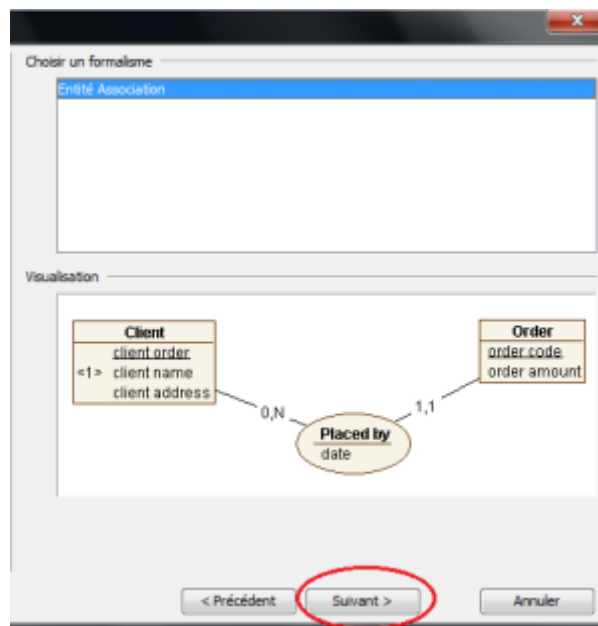 Choisir un formalisme
Entité Association
Visualisation
Client
client order
<1> client name
client address
Order
order code
order amount
0,N
1,1
Placed by
date
< Précédent
Suivant >
Annuler